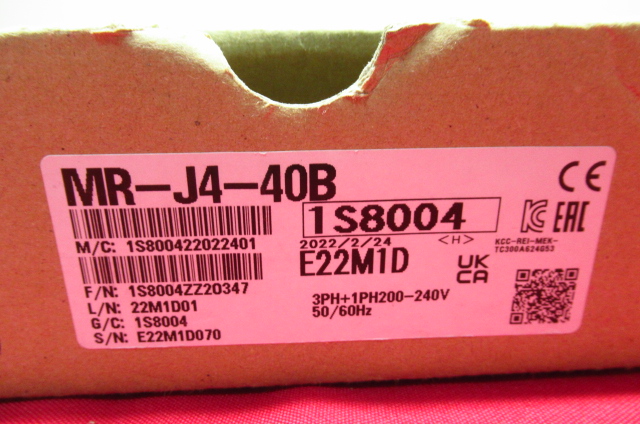 MR-J4-40B
CE
1S8004
M/C: 1S800422022401
2022/2/24 <H>
KCC-REI-MEK-
TC300A624G53
EAC
E22M1D
UK
CA
F/N: 1S8004ZZ20347
L/N: 22M1D01
G/C: 1S8004
S/N: E22M1D070
3PH+1PH200-240V
50/60Hz